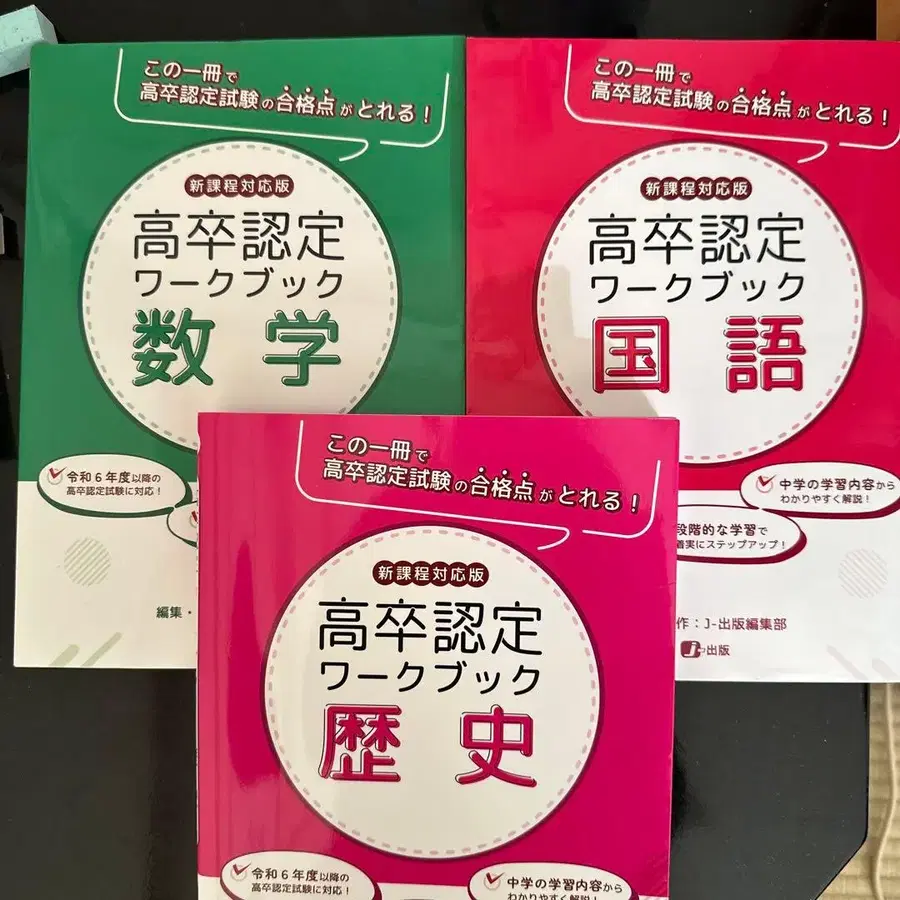 この一冊で
高卒認定試験の合格点がとれる！
新課程対応版
高卒認定
ワークブック
数学
令和6年度以降の
高卒認定試験に対応！
編集・
この一冊で
高卒認定試験の合格点がとれる！
新課程対応版
高卒認定
ワークブック
国語
中学の学習内容から
わかりやすく解説！
段階的な学習で
着実にステップアップ！
作：J-出版編集部
J-出版
この一冊で
高卒認定試験の合格点がとれる！
新課程対応版
高卒認定
ワークブック
歴史
令和6年度以降の
高卒認定試験に対応！
中学の学習内容から
わかりやすく解説！